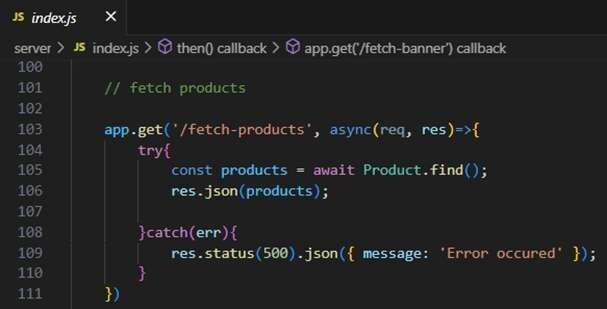 JS index.js ×
server > JS index.js > then() callback > app.get('/fetch-banner') callback
100
101 // fetch products
102
103 app.get('/fetch-products', async(req, res)=>{
104 try{
105 const products = await Product.find();
106 res.json(products);
107
108 }catch(err){
109 res.status(500).json({ message: 'Error occured' });
110 }
111 })